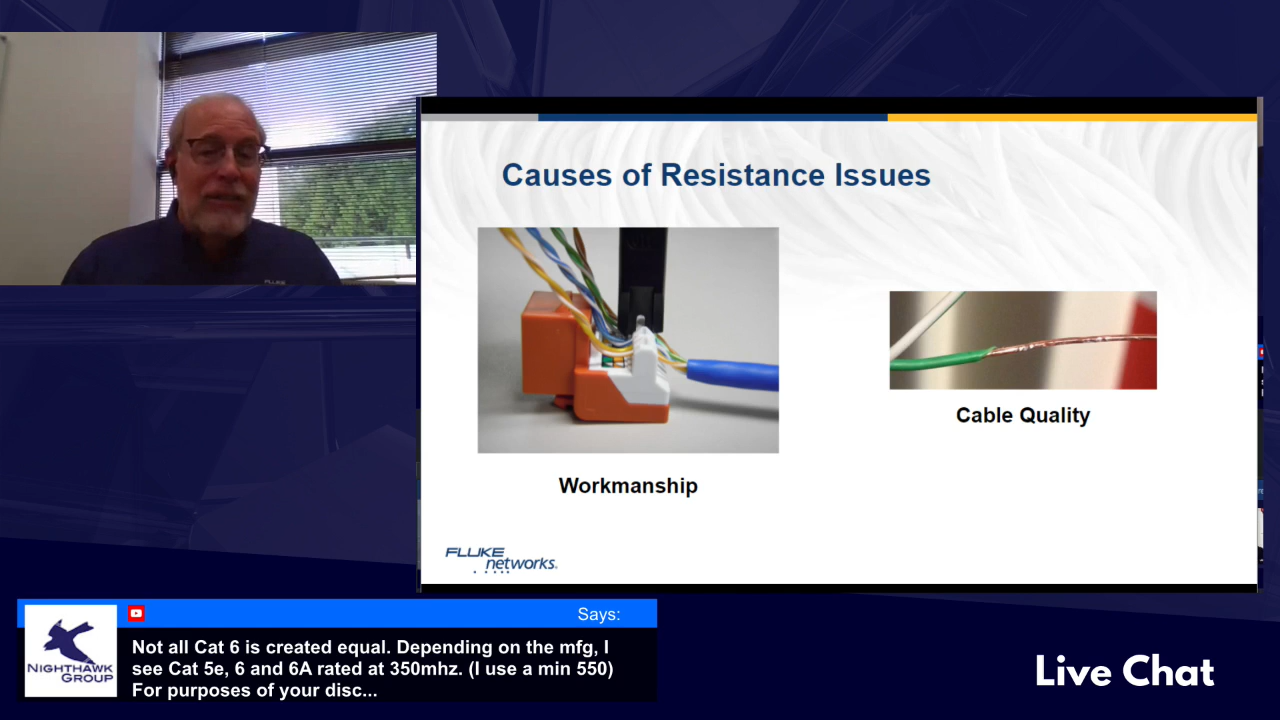 Causes of Resistance Issues
Cable Quality
Workmanship
FLUKE
networks®
Says:
Not all Cat 6 is created equal. Depending on the mfg, I
see Cat 5e, 6 and 6A rated at 350mhz. (I use a min 550)
For purposes of your disc...
NIGHTHAWK
GROUP
Live Chat
FLUKE